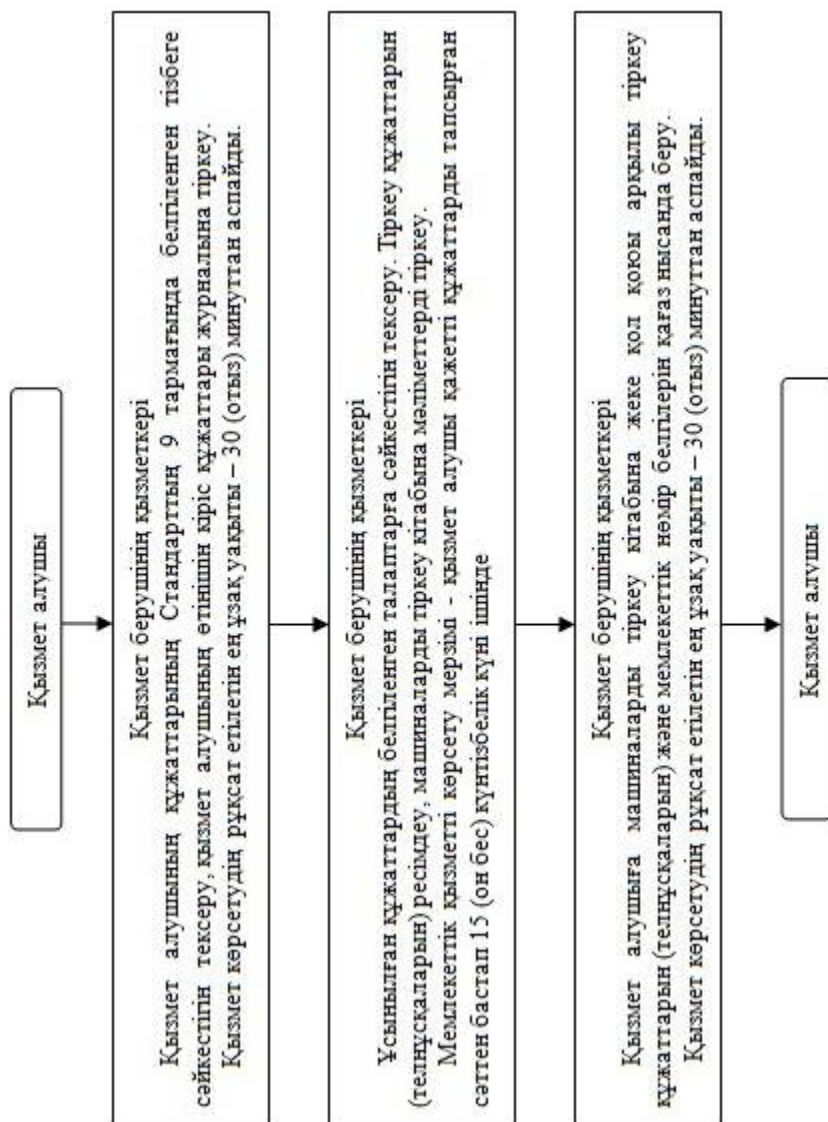 Қызмет алушы
Қызмет берушінің қызметкері
Қызмет алушының құжаттарының Стандарттың 9 тармағында белгіленген тізбеге
сәйкестігін тексеру, қызмет алушының өтінішін кіріс құжаттары журналына тіркеу.
Қызмет көрсетудің рұқсат етілетін ең ұзақ уақыты – 30 (отыз) минуттан аспайды.
Қызмет берушінің қызметкері
Ұсынылған құжаттардың белгіленген талаптарға сәйкестігін тексеру. Тіркеу құжаттарын
(телнұсқаларын) ресімдеу, машиналарды тіркеу кітабына мәліметтерді тіркеу.
Мемлекеттік қызметті көрсету мерзімі - қызмет алушы қажетті құжаттарды тапсырған
сәттен бастап 15 (он бес) күнтізбелік күні ішінде
Қызмет берушінің қызметкері
Қызмет алушыға машиналарды тіркеу кітабына жеке қол қоюы арқылы тіркеу
құжаттарын (телнұсқаларын) және мемлекеттік нөмір белгілерін қағаз нысанда беру.
Қызмет көрсетудің рұқсат етілетін ең ұзақ уақыты – 30 (отыз) минуттан аспайды.
Қызмет алушы